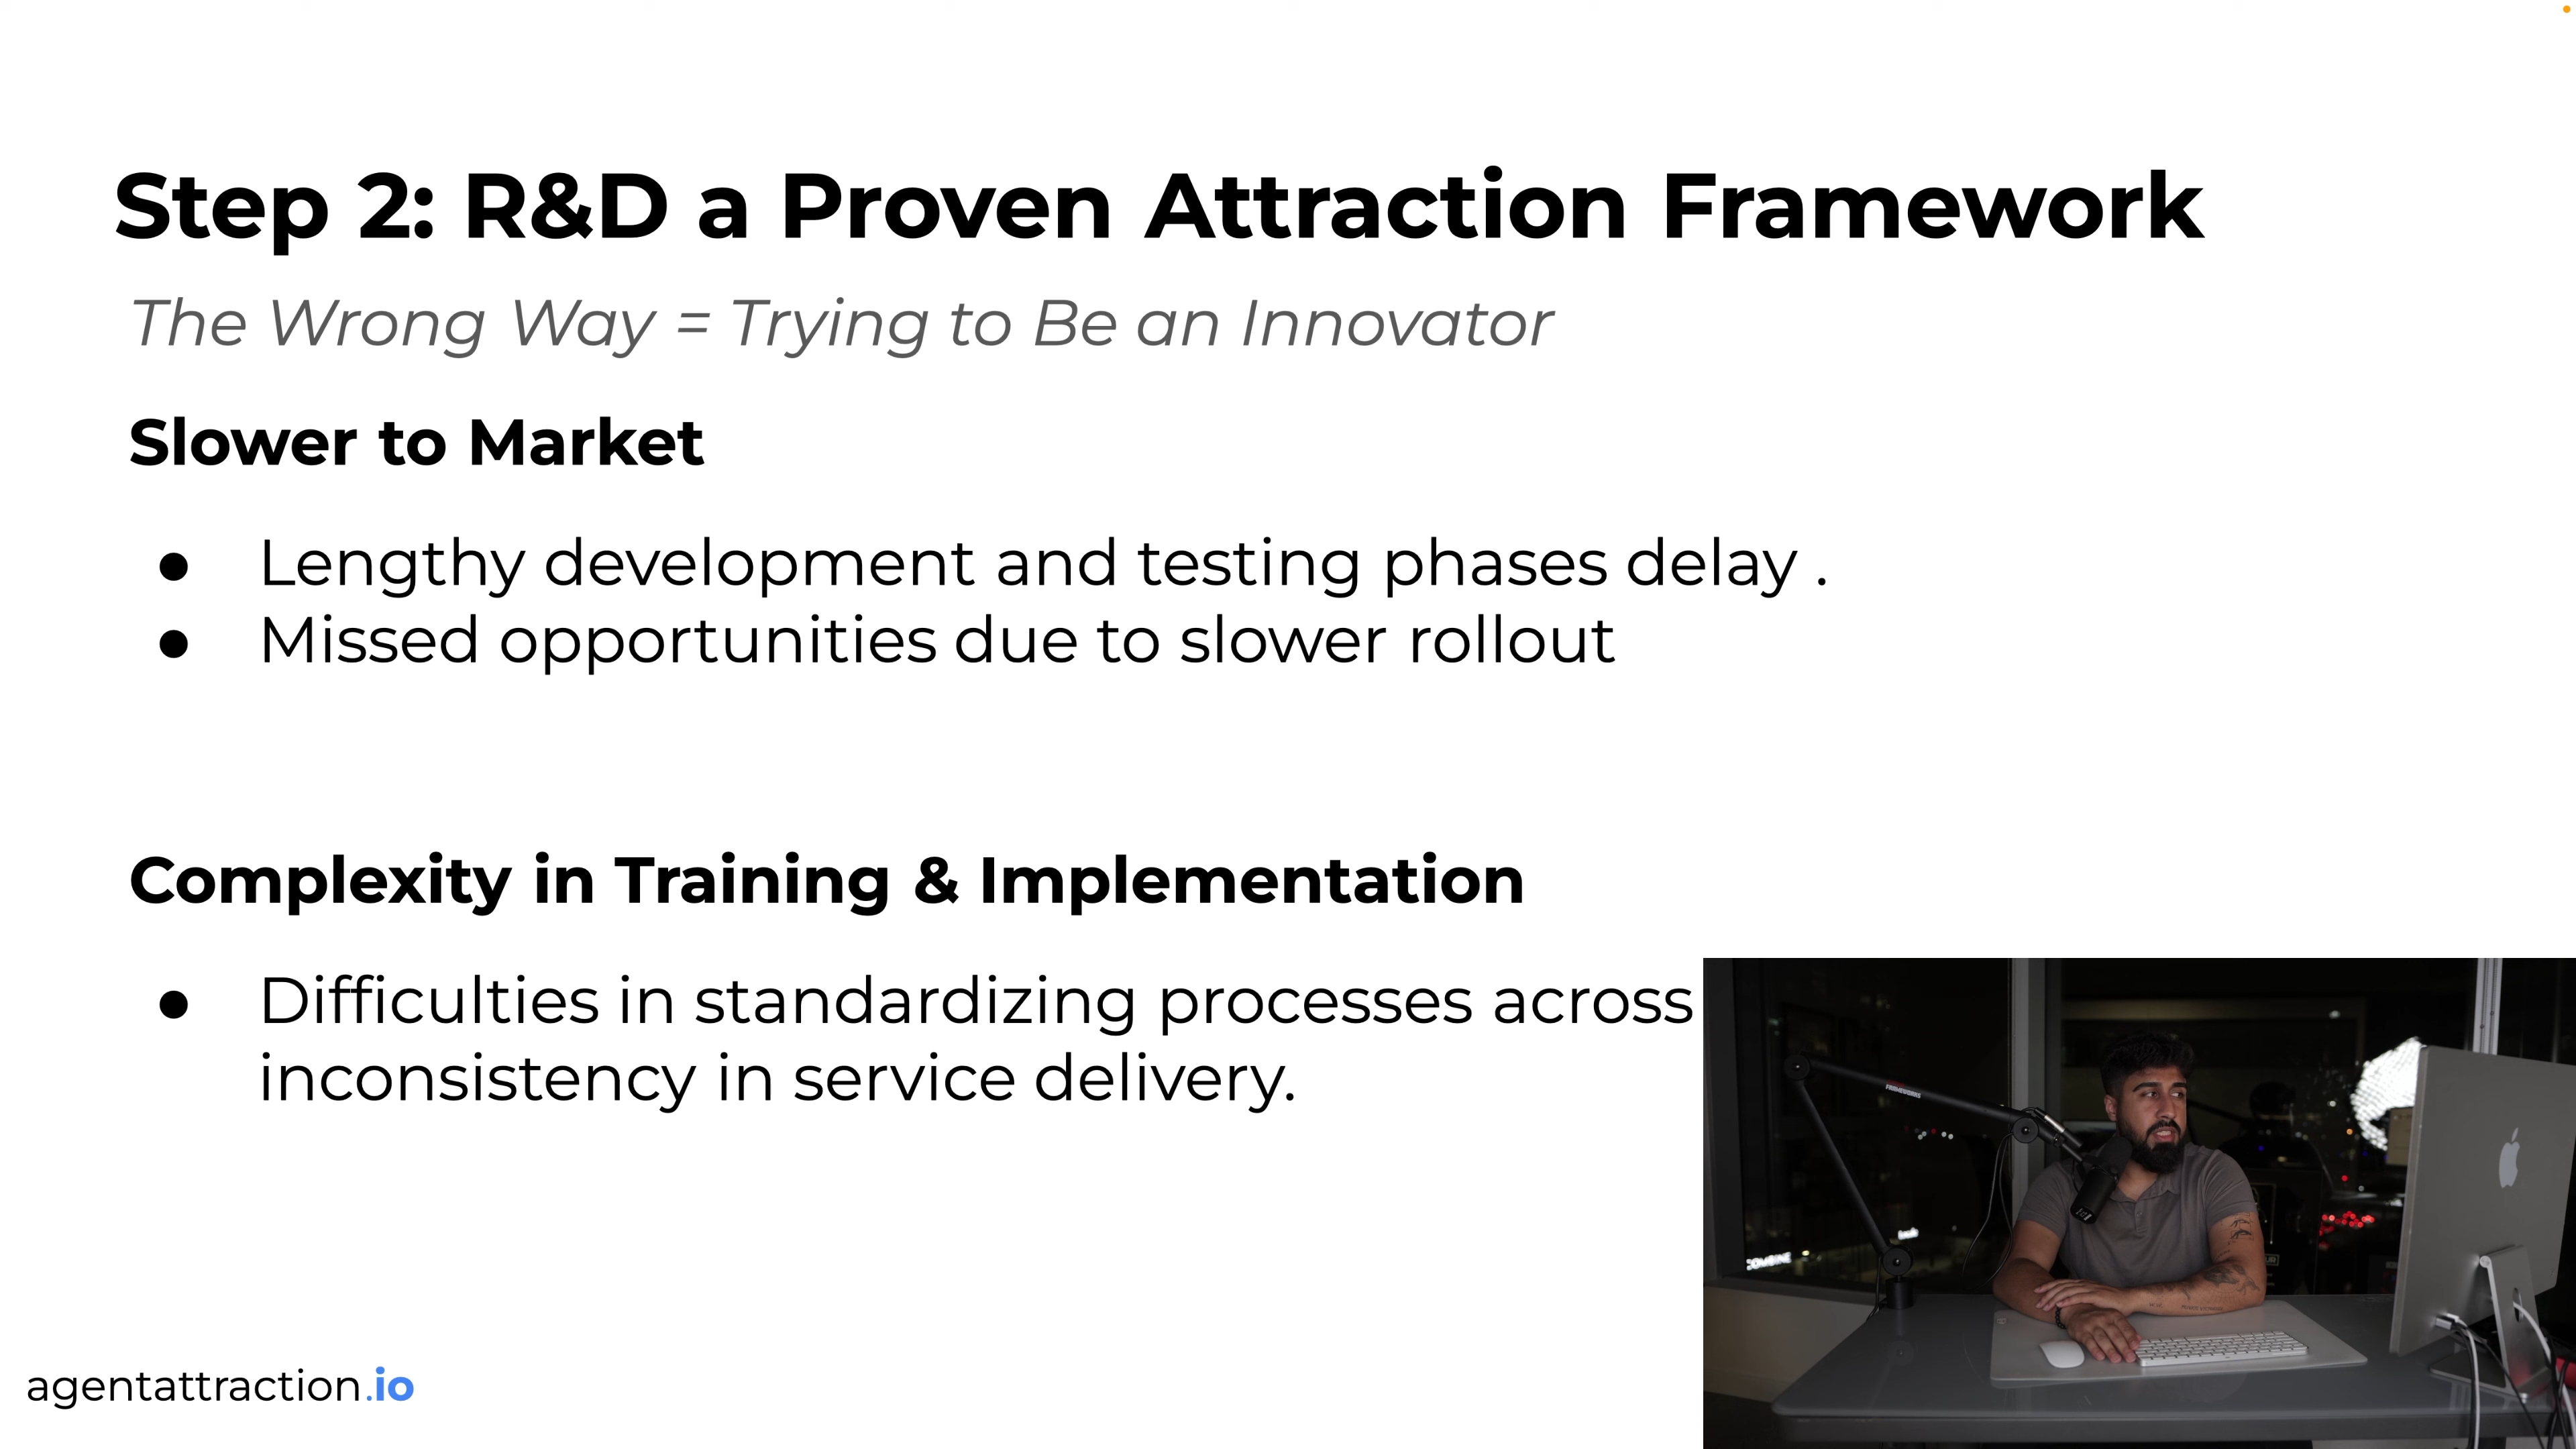 Step 2: R&D a Proven Attraction Framework
The Wrong Way = Trying to Be an Innovator
Slower to Market
● Lengthy development and testing phases delay .
● Missed opportunities due to slower rollout
Complexity in Training & Implementation
● Difficulties in standardizing processes across
inconsistency in service delivery.
agentattraction.io